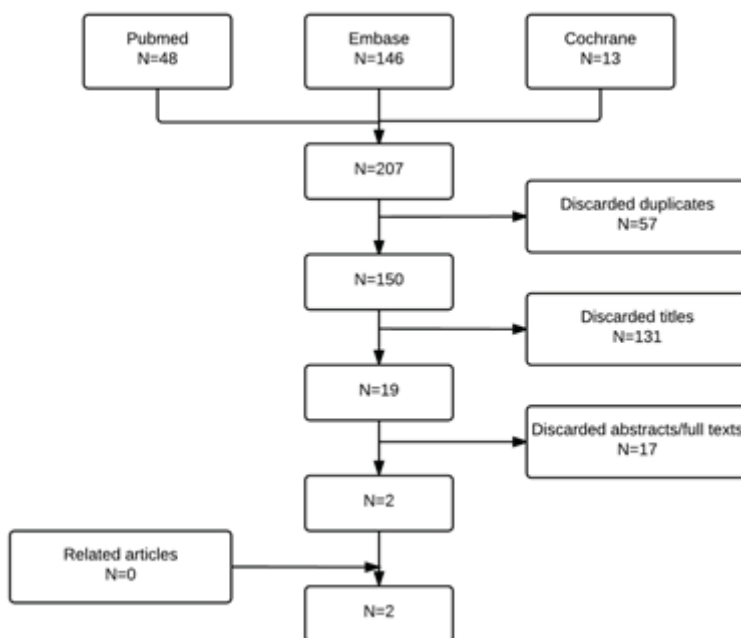 Pubmed
N=48
Embase
N=146
Cochrane
N=13
N=207
Discarded duplicates
N=57
N=150
Discarded titles
N=131
N=19
Discarded abstracts/full texts
N=17
N=2
Related articles
N=0
N=2